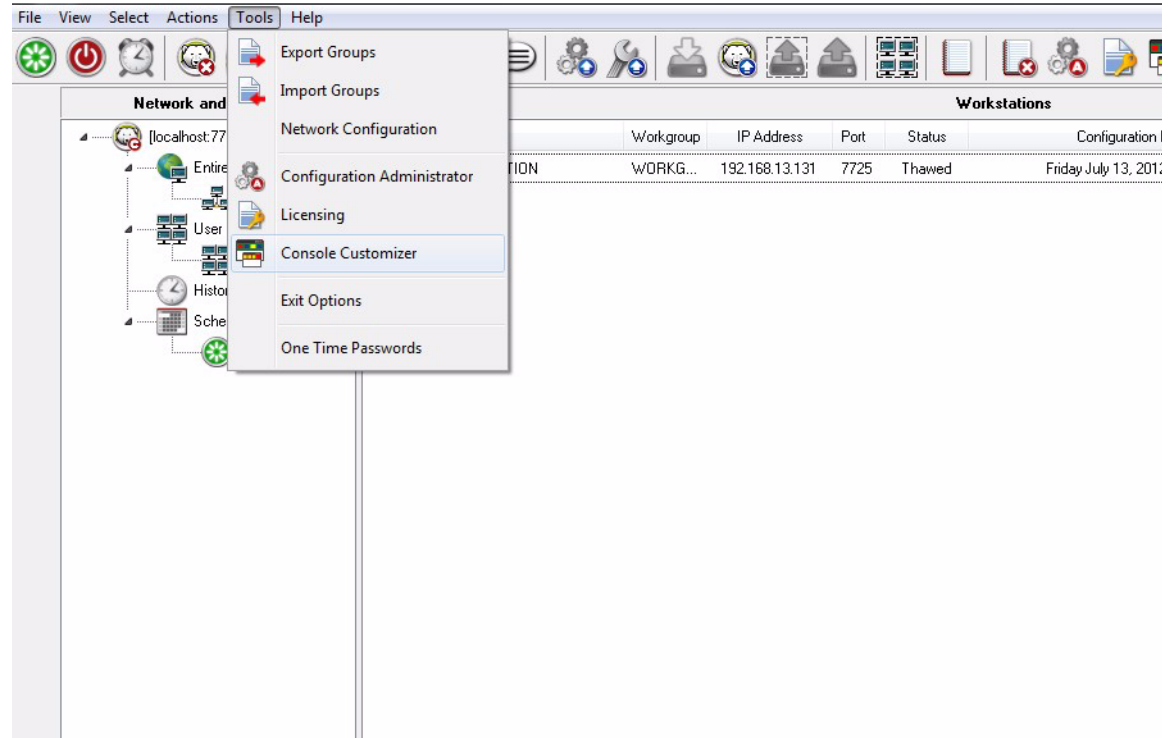 File View Select Actions Tools Help
Export Groups
Import Groups
Network Configuration
Configuration Administrator
Licensing
Console Customizer
Exit Options
One Time Passwords
Network and
[localhost:77
Entire
User
Histor
Sche
Workstations
Workgroup IP Address Port Status Configuration
TION WORKG... 192.168.13.131 7725 Thawed Friday July 13, 2012